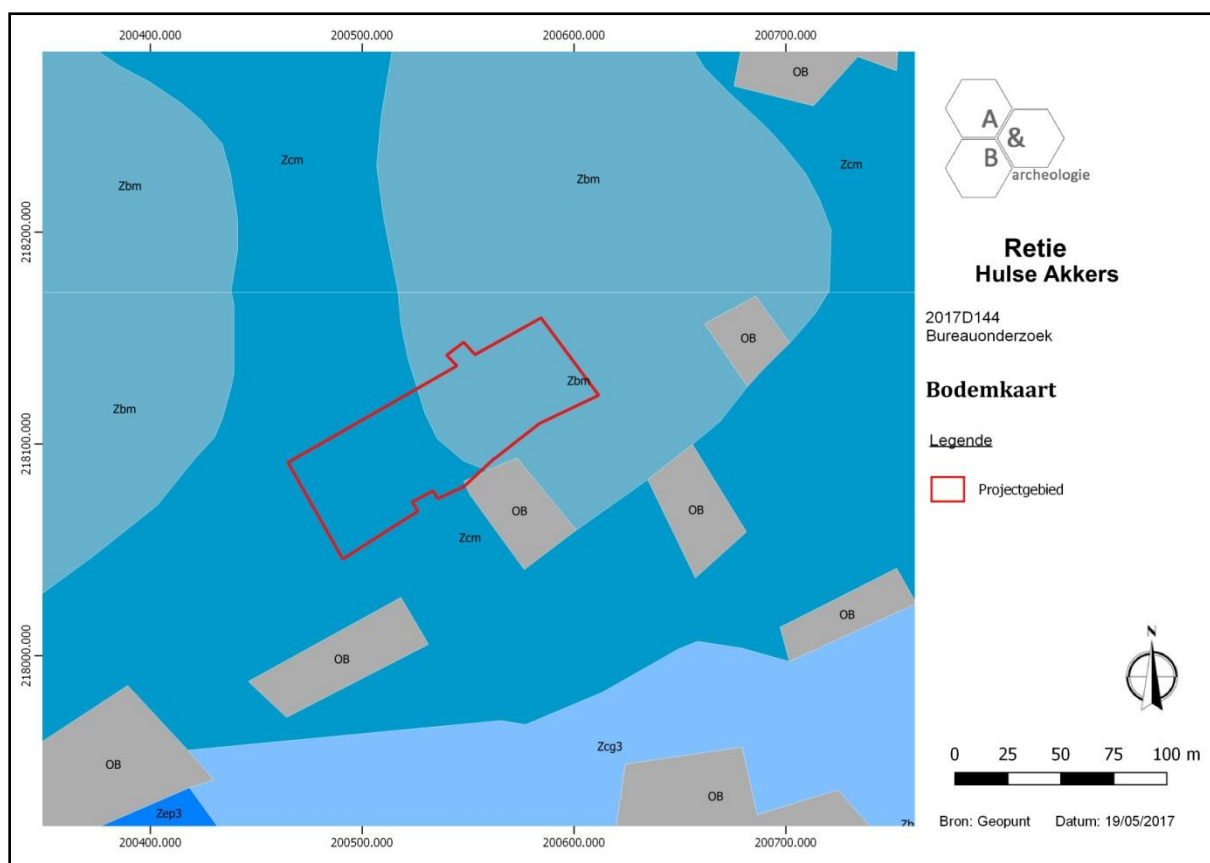 200400.000 200500.000 200600.000 200700.000
OB
Zcm
Zcm
Zbm
Zbm
218200.000
A
&
B
archeologie
Retie
Hulse Akkers
2017D144
Bureauonderzoek
OB
Zbm
Zbm
Bodemkaart
Legende
Projectgebied
218100.000
OB
OB
Zcm
N
OB
218000.000
OB
Zcg3
0 25 50 75 100 m
OB
OB
Zep3
Zb
Bron: Geopunt Datum: 19/05/2017
200400.000 200500.000 200600.000 200700.000